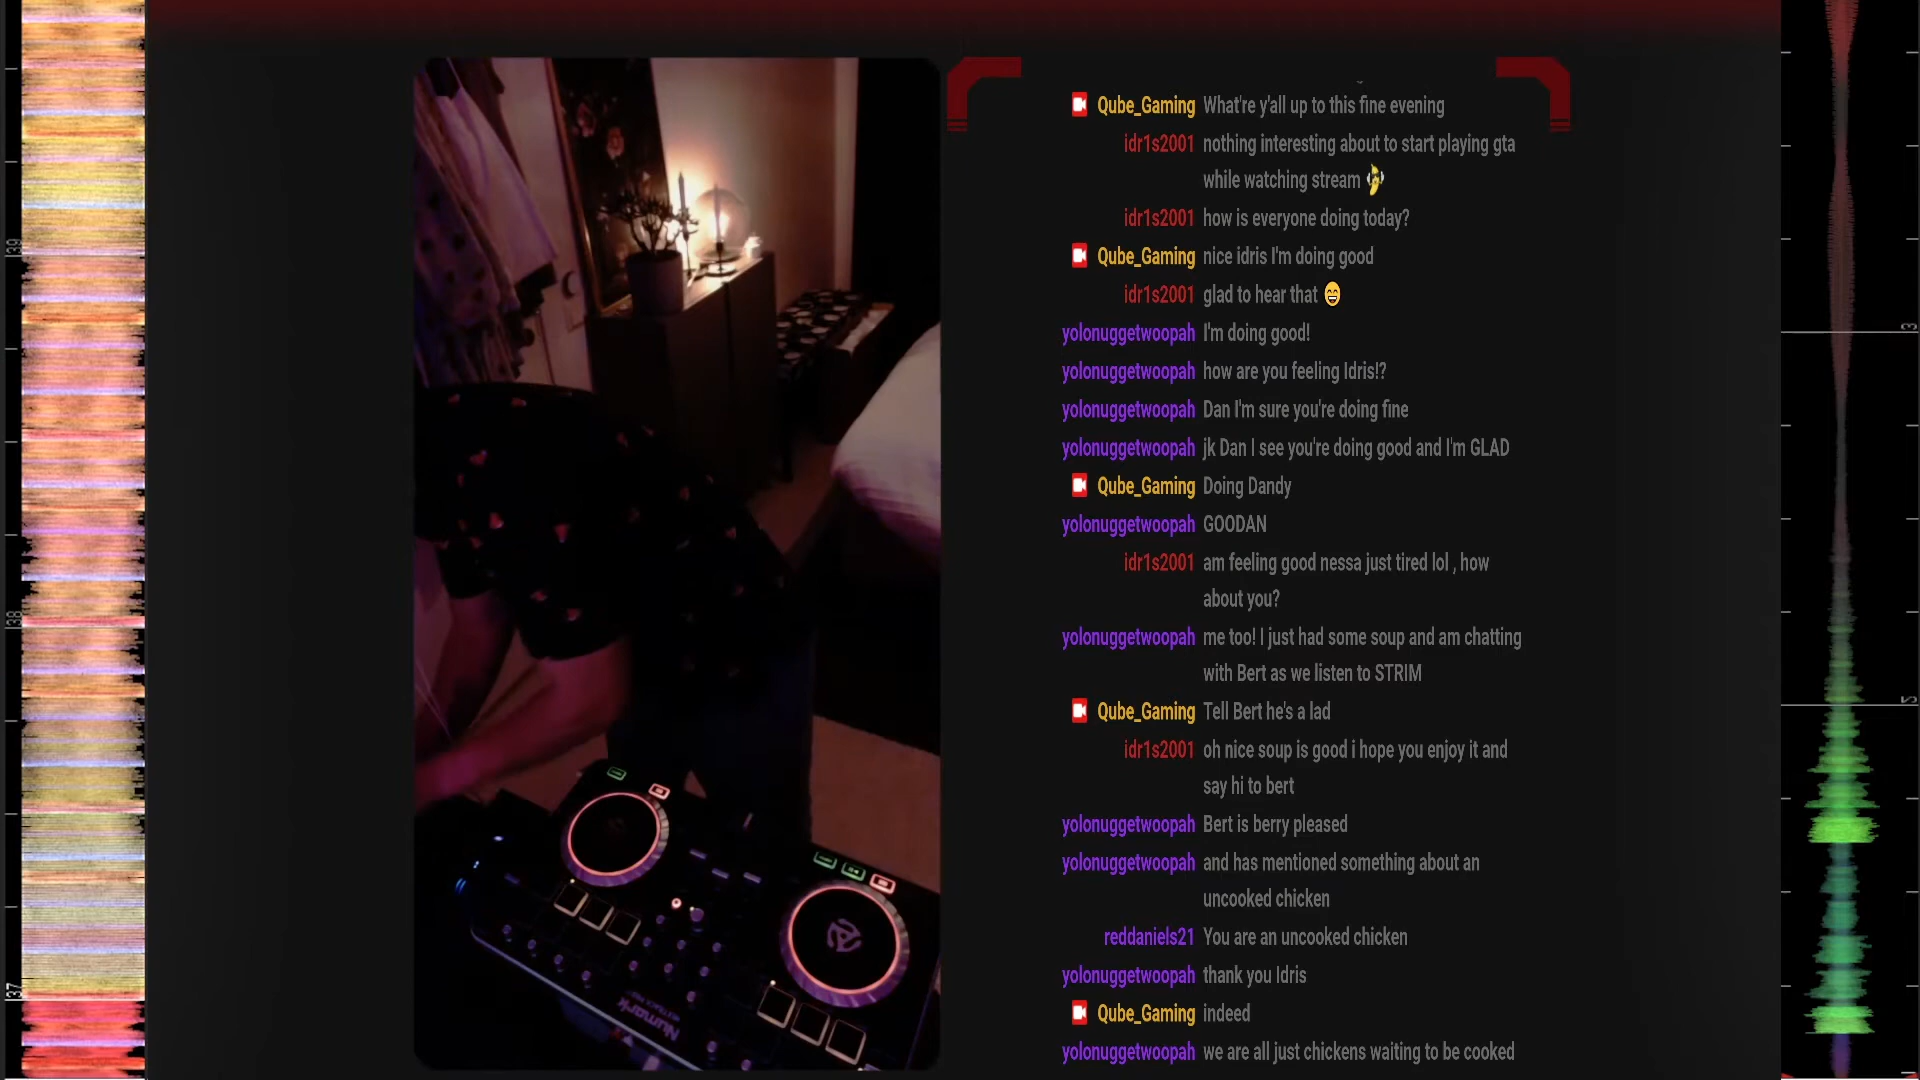 Qube_Gaming What're y'all up to this fine evening
idr1s2001 nothing interesting about to start playing gta
while watching stream
idr1s2001 how is everyone doing today?
Qube_Gaming nice idris I'm doing good
idr1s2001 glad to hear that 😁
yolonuggetwoopah I'm doing good!
yolonuggetwoopah how are you feeling Idris!?
yolonuggetwoopah Dan I'm sure you're doing fine
yolonuggetwoopah jk Dan I see you're doing good and I'm GLAD
Qube_Gaming Doing Dandy
yolonuggetwoopah GOODAN
idr1s2001 am feeling good nessa just tired lol , how
about you?
yolonuggetwoopah me too! I just had some soup and am chatting
with Bert as we listen to STRIM
Qube_Gaming Tell Bert he's a lad
idr1s2001 oh nice soup is good i hope you enjoy it and
say hi to bert
yolonuggetwoopah Bert is berry pleased
yolonuggetwoopah and has mentioned something about an
uncooked chicken
reddaniels21 You are an uncooked chicken
yolonuggetwoopah thank you Idris
Qube_Gaming indeed
yolonuggetwoopah we are all just chickens waiting to be cooked
39
38
37
Numark
3